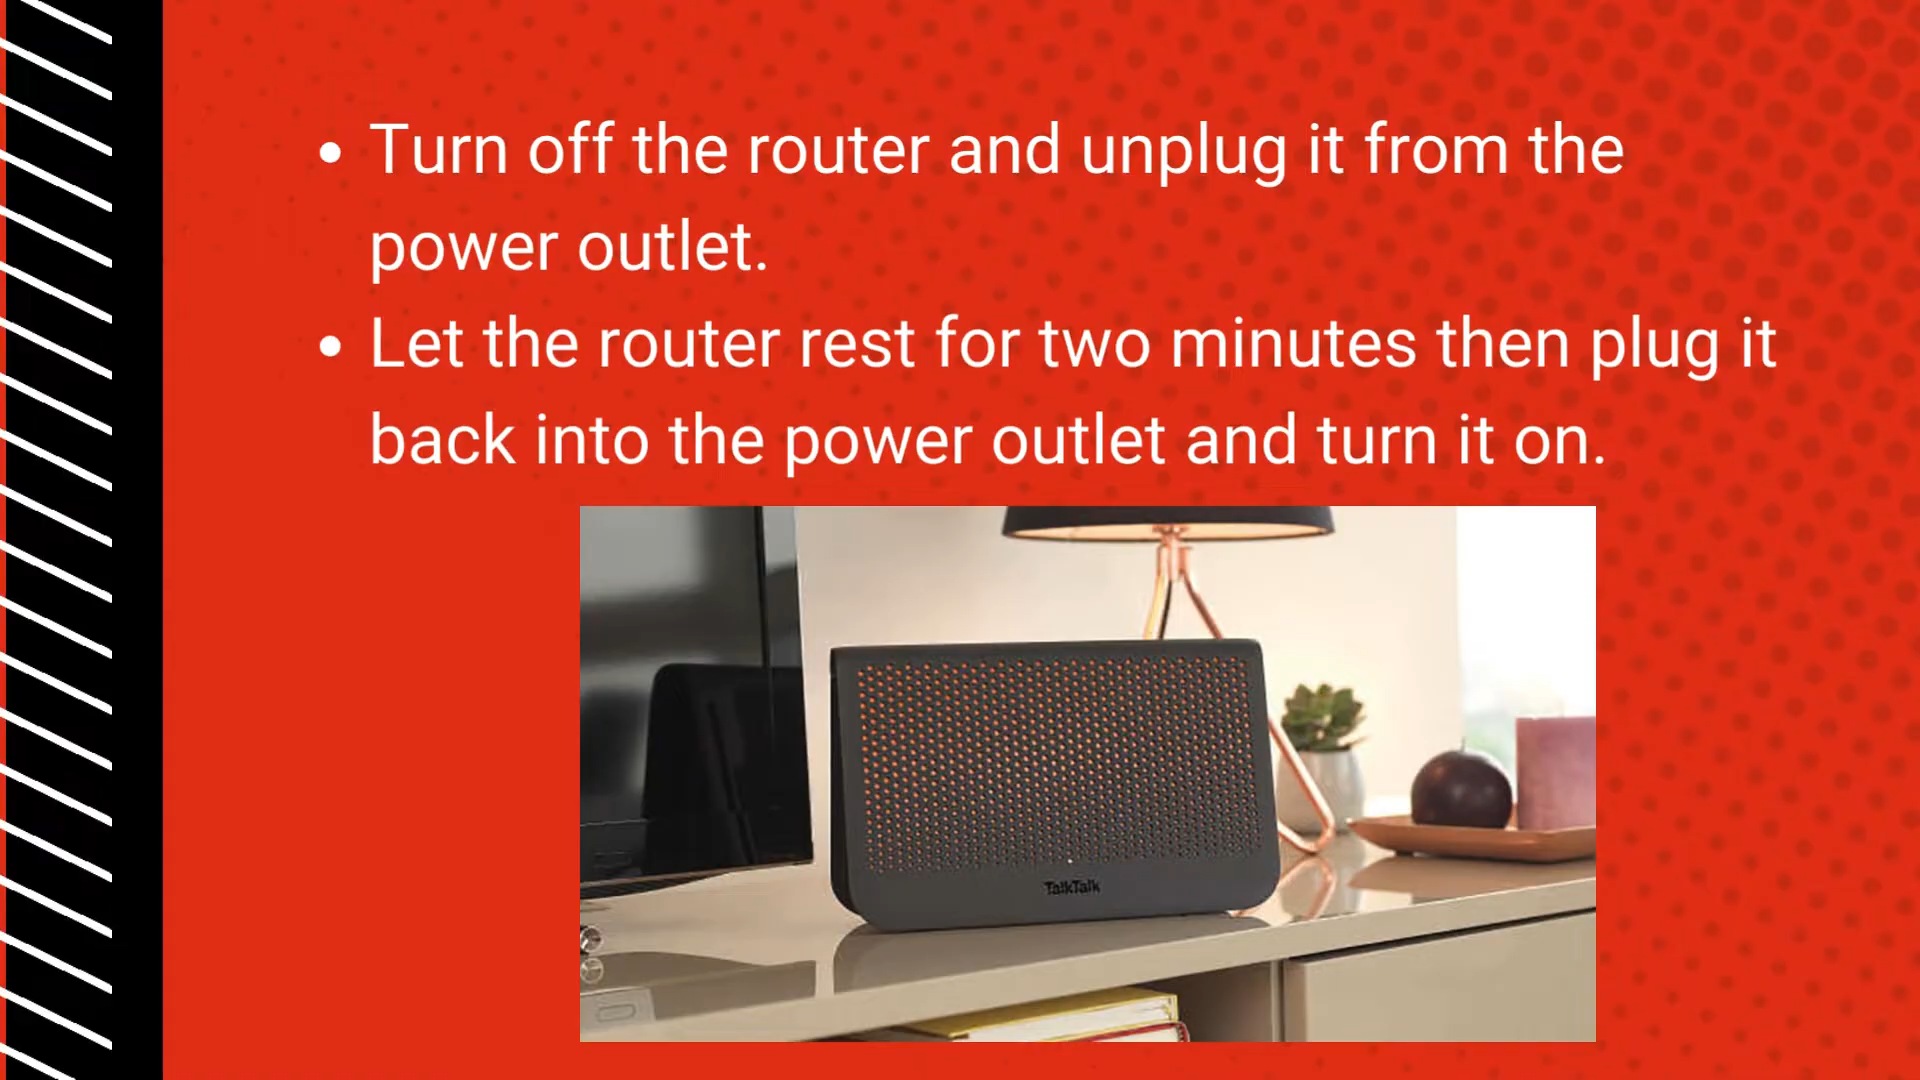 • Turn off the router and unplug it from the
power outlet.
• Let the router rest for two minutes then plug it
back into the power outlet and turn it on.
TalkTalk